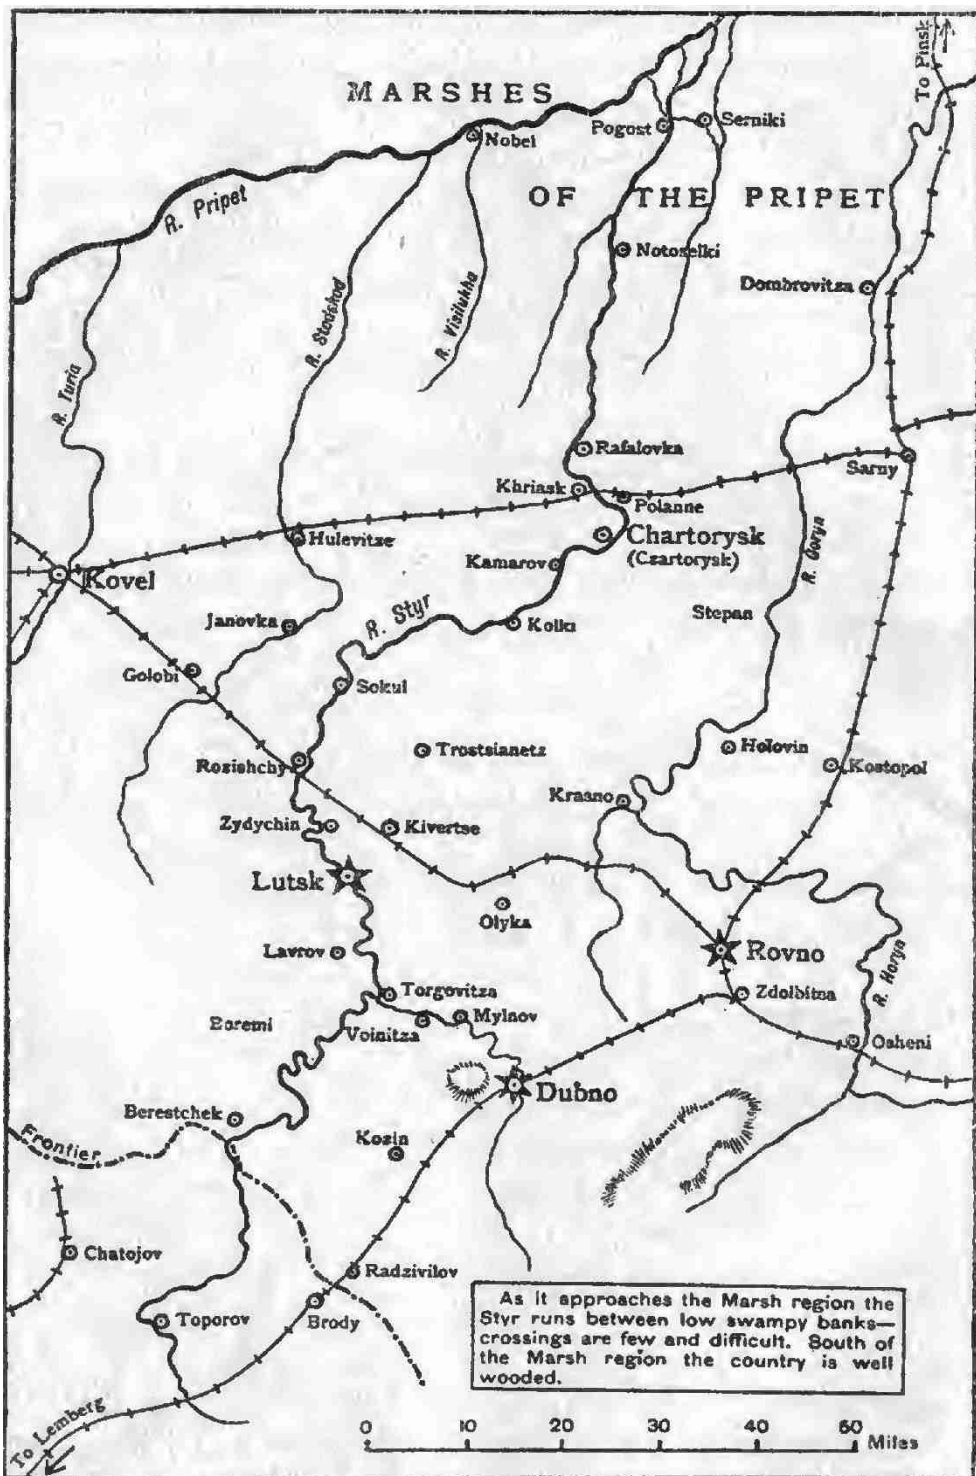 To Pinsk
MARSHES
Nobel
Pogost
Serniki
R. Pripet
OF THE PRIPET
Notoselki
Dombrovitza
R. Stodshod
R. Visilukha
R. Turia
Rafalovka
Sarny
Khriask
Polanne
Hulevitze
Chartorysk
(Czartorysk)
R. Goryn
Kamarov
Kovel
Janovka
R. Styr
Kolki
Stepan
Golobi
Sokul
Rozishchy
Trostsianetz
Holovin
Kostopol
Krasno
Zydychin
Kivertse
Lutsk
Olyka
Lavrov
Rovno
R. Horyn
Torgovitza
Zdolbitsa
Boremi
Voinitza
Mylnov
Osheni
Dubno
Berestchek
Frontier
Kozin
Chatojov
Radzivilov
Toporov
Brody
As it approaches the Marsh region the
Styr runs between low swampy banks—
crossings are few and difficult. South of
the Marsh region the country is well
wooded.
To Lemberg
0 10 20 30 40 50 Miles